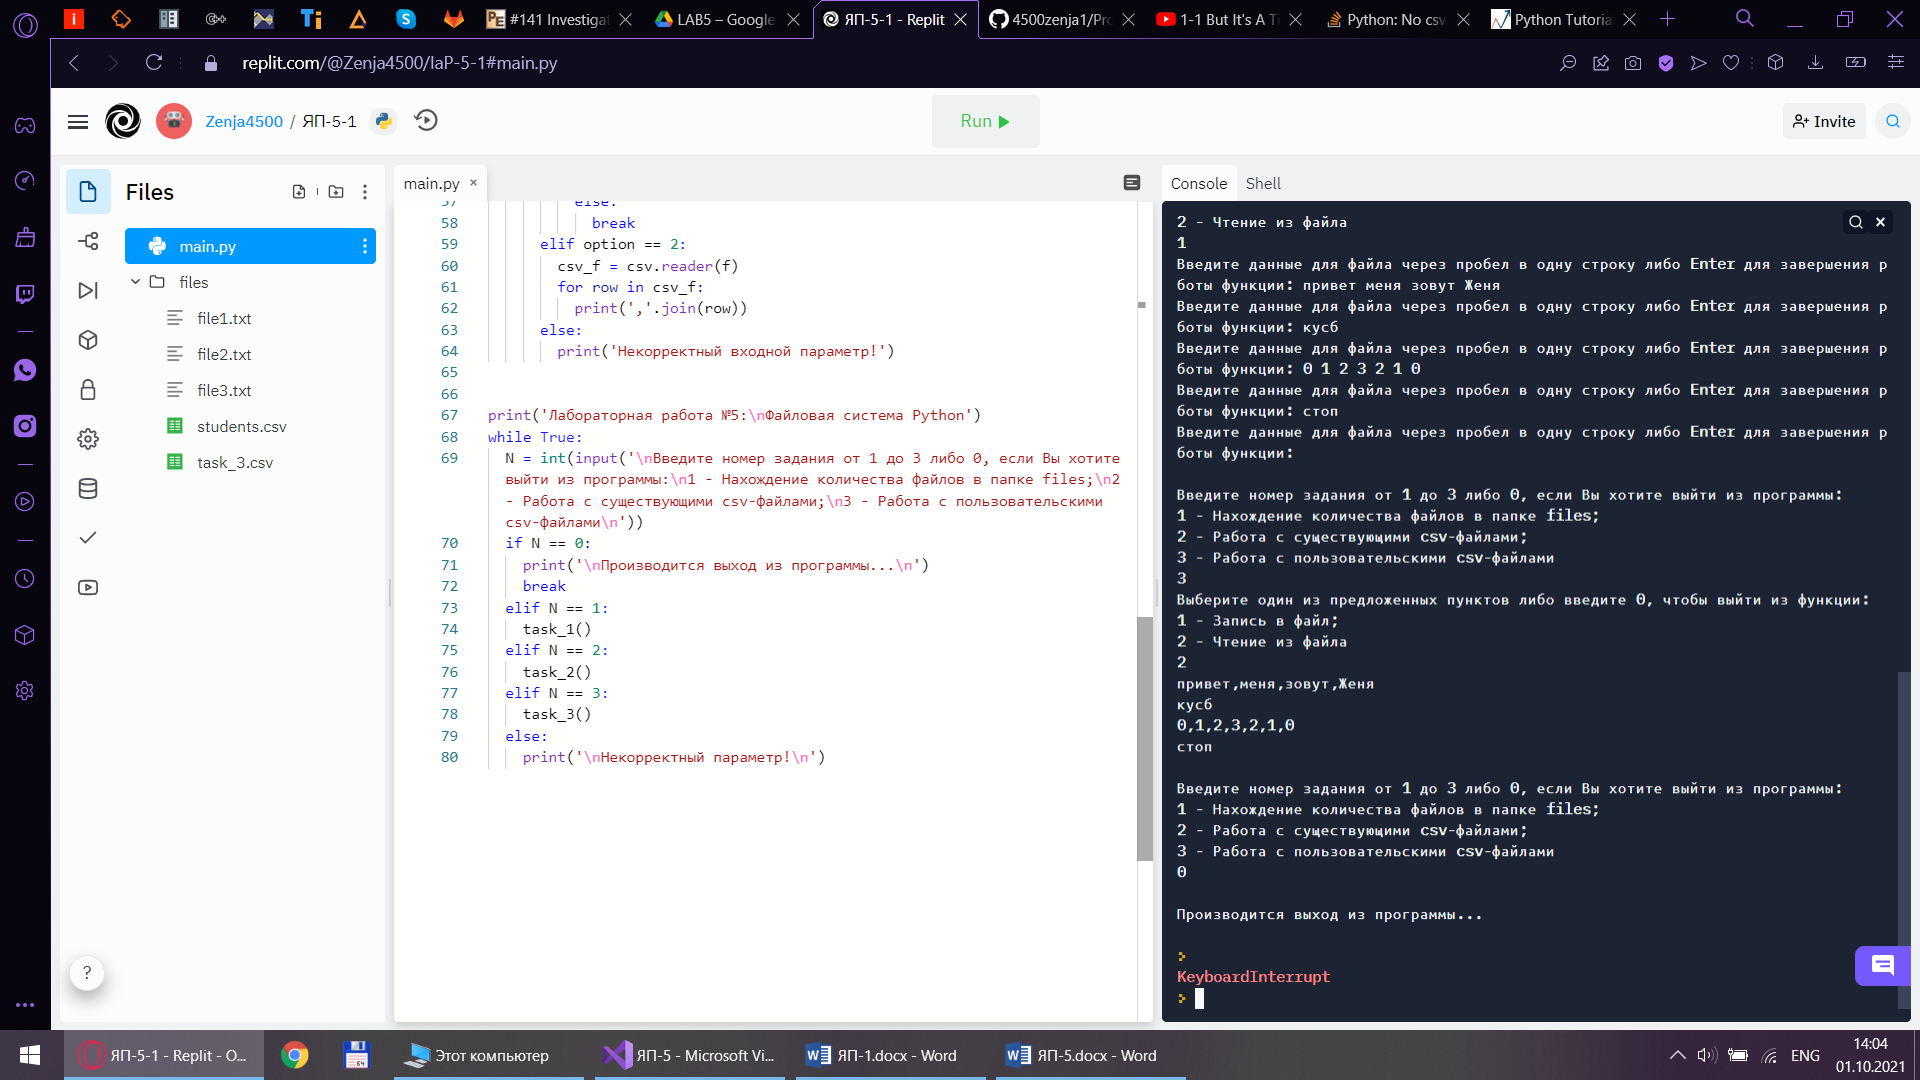 #141 Investiga
LAB5 – Google
ЯП-5-1 - Replit
4500zenja1/Pr
1-1 But It's A T
Python: No csv
Python Tutoria
replit.com/@Zenja4500/IaP-5-1#main.py
Zenja4500 / ЯП-5-1
Run
Invite
Files
main.py
files
file1.txt
file2.txt
file3.txt
students.csv
task_3.csv
?
main.py
57 else:
58 break
59 elif option == 2:
60 csv_f = csv.reader(f)
61 for row in csv_f:
62 print(','.join(row))
63 else:
64 print('Некорректный входной параметр!')
65
66
67 print('Лабораторная работа №5:\nФайловая система Python')
68 while True:
69 N = int(input('\nВведите номер задания от 1 до 3 либо 0, если Вы хотите
выйти из программы:\n1 - Нахождение количества файлов в папке files;\n2
- Работа с существующими csv-файлами;\n3 - Работа с пользовательскими
csv-файлами\n'))
70 if N == 0:
71 print('\nПроизводится выход из программы...\n')
72 break
73 elif N == 1:
74 task_1()
75 elif N == 2:
76 task_2()
77 elif N == 3:
78 task_3()
79 else:
80 print('\nНекорректный параметр!\n')
Console
Shell
2 - Чтение из файла
1
Введите данные для файла через пробел в одну строку либо Enter для завершения р
боты функции: привет меня зовут Женя
Введите данные для файла через пробел в одну строку либо Enter для завершения р
боты функции: кусб
Введите данные для файла через пробел в одну строку либо Enter для завершения р
боты функции: 0 1 2 3 2 1 0
Введите данные для файла через пробел в одну строку либо Enter для завершения р
боты функции: стоп
Введите данные для файла через пробел в одну строку либо Enter для завершения р
боты функции:
Введите номер задания от 1 до 3 либо 0, если Вы хотите выйти из программы:
1 - Нахождение количества файлов в папке files;
2 - Работа с существующими csv-файлами;
3 - Работа с пользовательскими csv-файлами
3
Выберите один из предложенных пунктов либо введите 0, чтобы выйти из функции:
1 - Запись в файл;
2 - Чтение из файла
2
привет,меня,зовут,Женя
кусб
0,1,2,3,2,1,0
стоп
Введите номер задания от 1 до 3 либо 0, если Вы хотите выйти из программы:
1 - Нахождение количества файлов в папке files;
2 - Работа с существующими csv-файлами;
3 - Работа с пользовательскими csv-файлами
0
Производится выход из программы...
KeyboardInterrupt
ЯП-5-1 - Replit - O...
Этот компьютер
ЯП-5 - Microsoft Vi...
ЯП-1.docx - Word
ЯП-5.docx - Word
ENG
14:04
01.10.2021